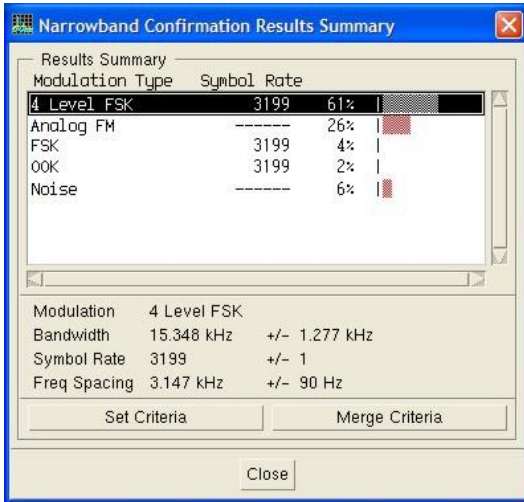 Narrowband Confirmation Results Summary
Results Summary
Modulation Type Symbol Rate
4 Level FSK 3199 61%
Analog FM ------ 26%
FSK 3199 4%
OOK 3199 2%
Noise ------ 6%
Modulation 4 Level FSK
Bandwidth 15.348 kHz +/- 1.277 kHz
Symbol Rate 3199 +/- 1
Freq Spacing 3.147 kHz +/- 90 Hz
Set Criteria Merge Criteria
Close